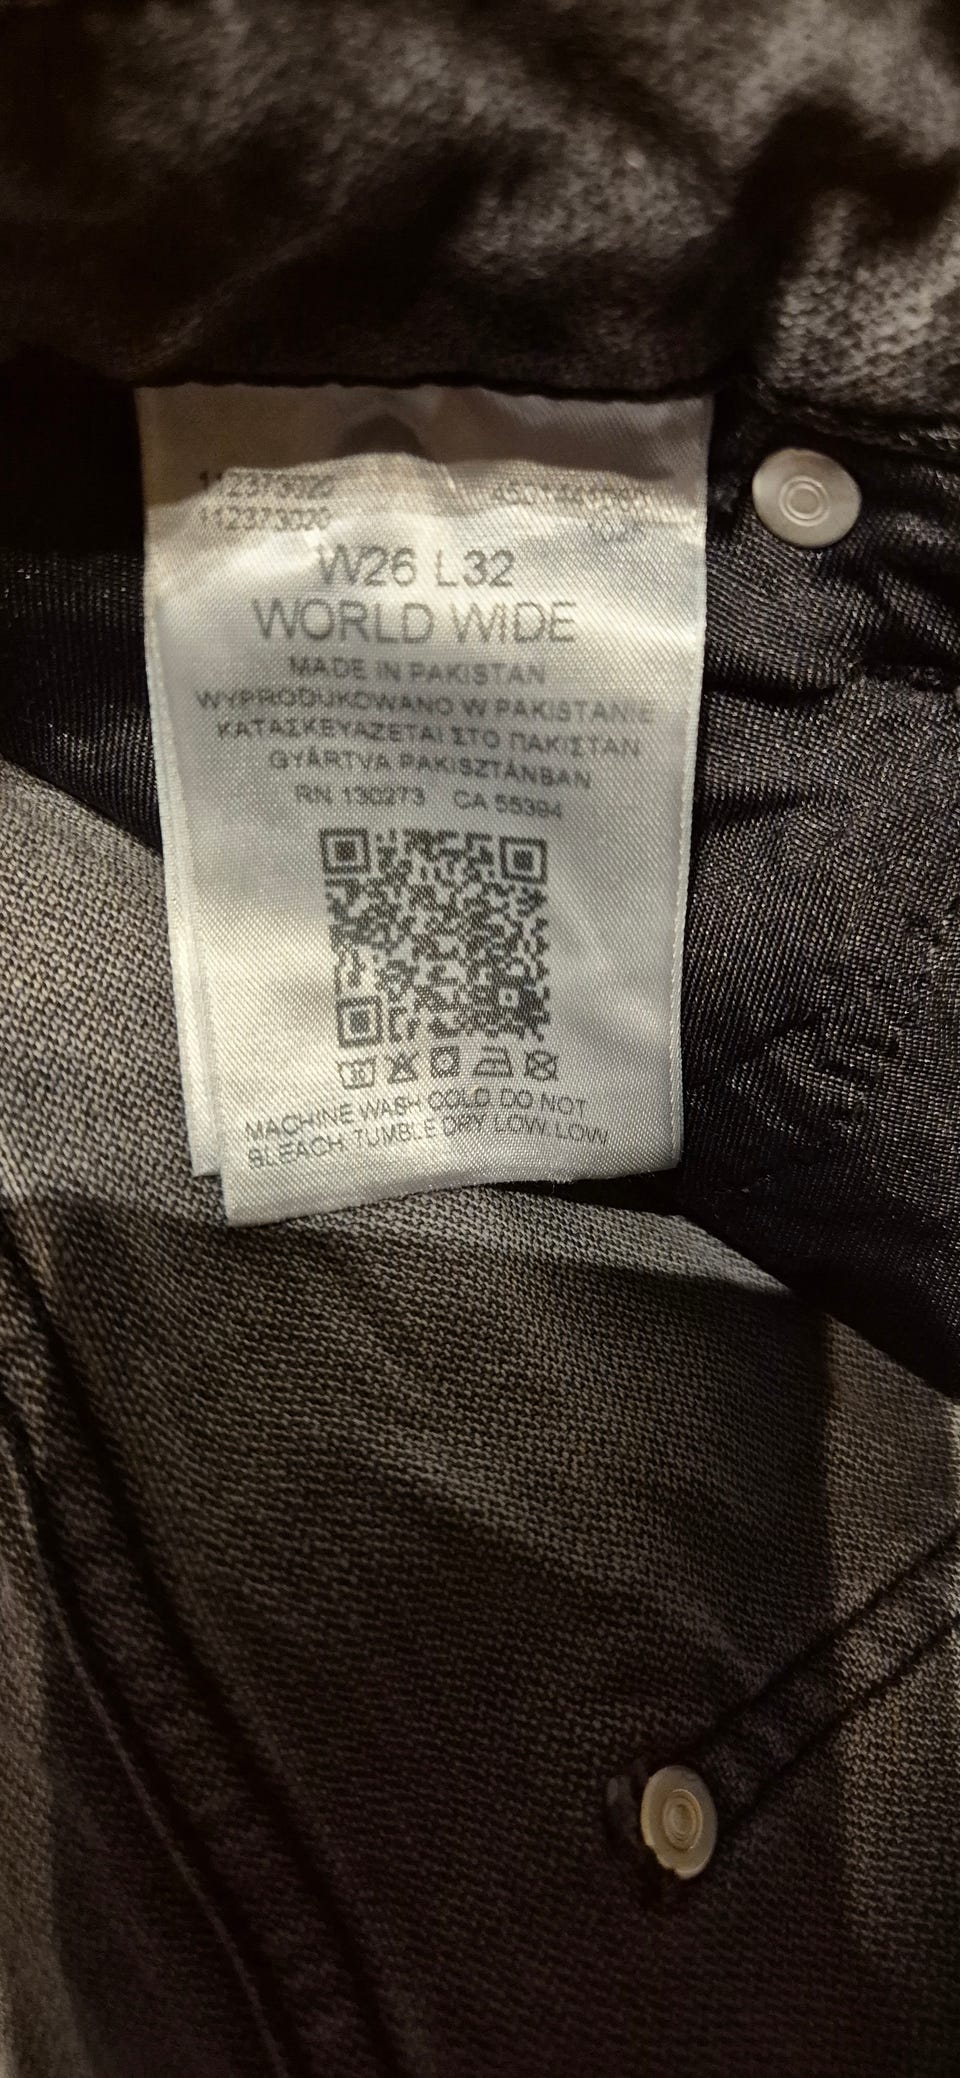 112373020
112373020
W26 L32
WORLD WIDE
MADE IN PAKISTAN
WYPRODUKOWANO W PAKISTANIE
ΚΑΤΑΣΚΕΥΑΖΕΤΑΙ ΣΤΟ ΠΑΚΙΣΤΑΝ
GYÁRTVA PAKISZTÁNBAN
RN 130273 CA 55394
MACHINE WASH COLD DO NOT
BLEACH TUMBLE DRY LOW LOW